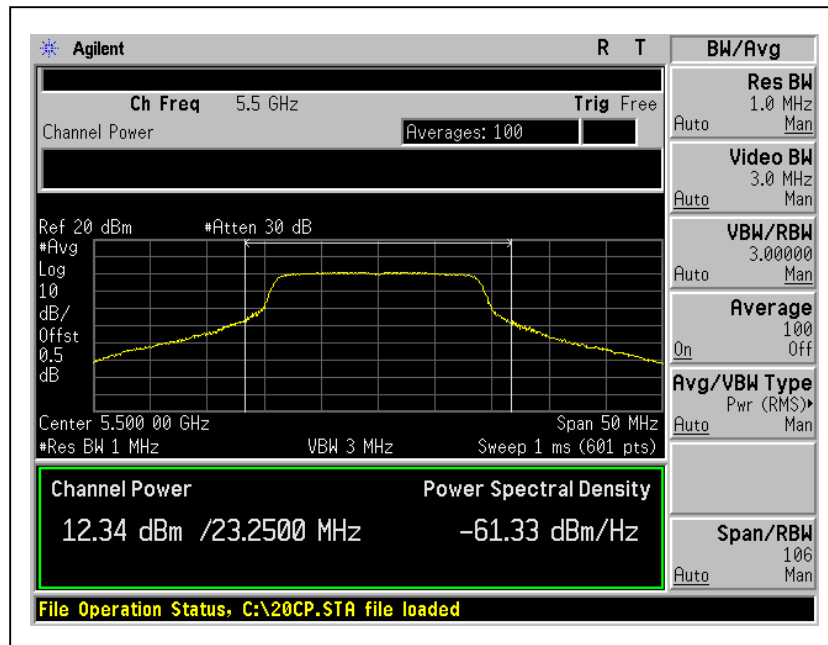 Agilent R T
Ch Freq 5.5 GHz Trig Free
Channel Power Averages: 100
Ref 20 dBm #Atten 30 dB
#Avg
Log
10
dB/
Offst
0.5
dB
Center 5.500 00 GHz Span 50 MHz
#Res BW 1 MHz VBW 3 MHz Sweep 1 ms (601 pts)
Channel Power Power Spectral Density
12.34 dBm /23.2500 MHz -61.33 dBm/Hz
File Operation Status, C:\20CP.STA file loaded
BW/Avg
Res BW
1.0 MHz
Auto Man
Video BW
3.0 MHz
Auto Man
VBW/RBW
3.00000
Auto Man
Average
100
On Off
Avg/VBW Type
Pwr (RMS)▸
Auto Man
Span/RBW
106
Auto Man